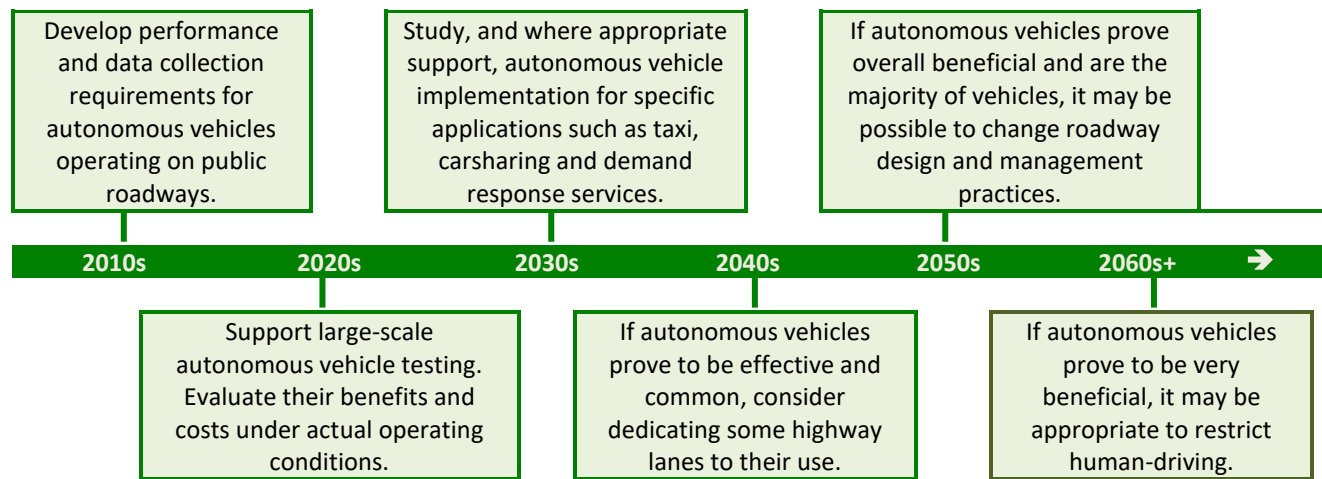 Develop performance
and data collection
requirements for
autonomous vehicles
operating on public
roadways.
Study, and where appropriate
support, autonomous vehicle
implementation for specific
applications such as taxi,
carsharing and demand
response services.
If autonomous vehicles prove
overall beneficial and are the
majority of vehicles, it may be
possible to change roadway
design and management
practices.
2010s 2020s 2030s 2040s 2050s 2060s+ ➔
Support large-scale
autonomous vehicle testing.
Evaluate their benefits and
costs under actual operating
conditions.
If autonomous vehicles
prove to be effective and
common, consider
dedicating some highway
lanes to their use.
If autonomous vehicles
prove to be very
beneficial, it may be
appropriate to restrict
human-driving.